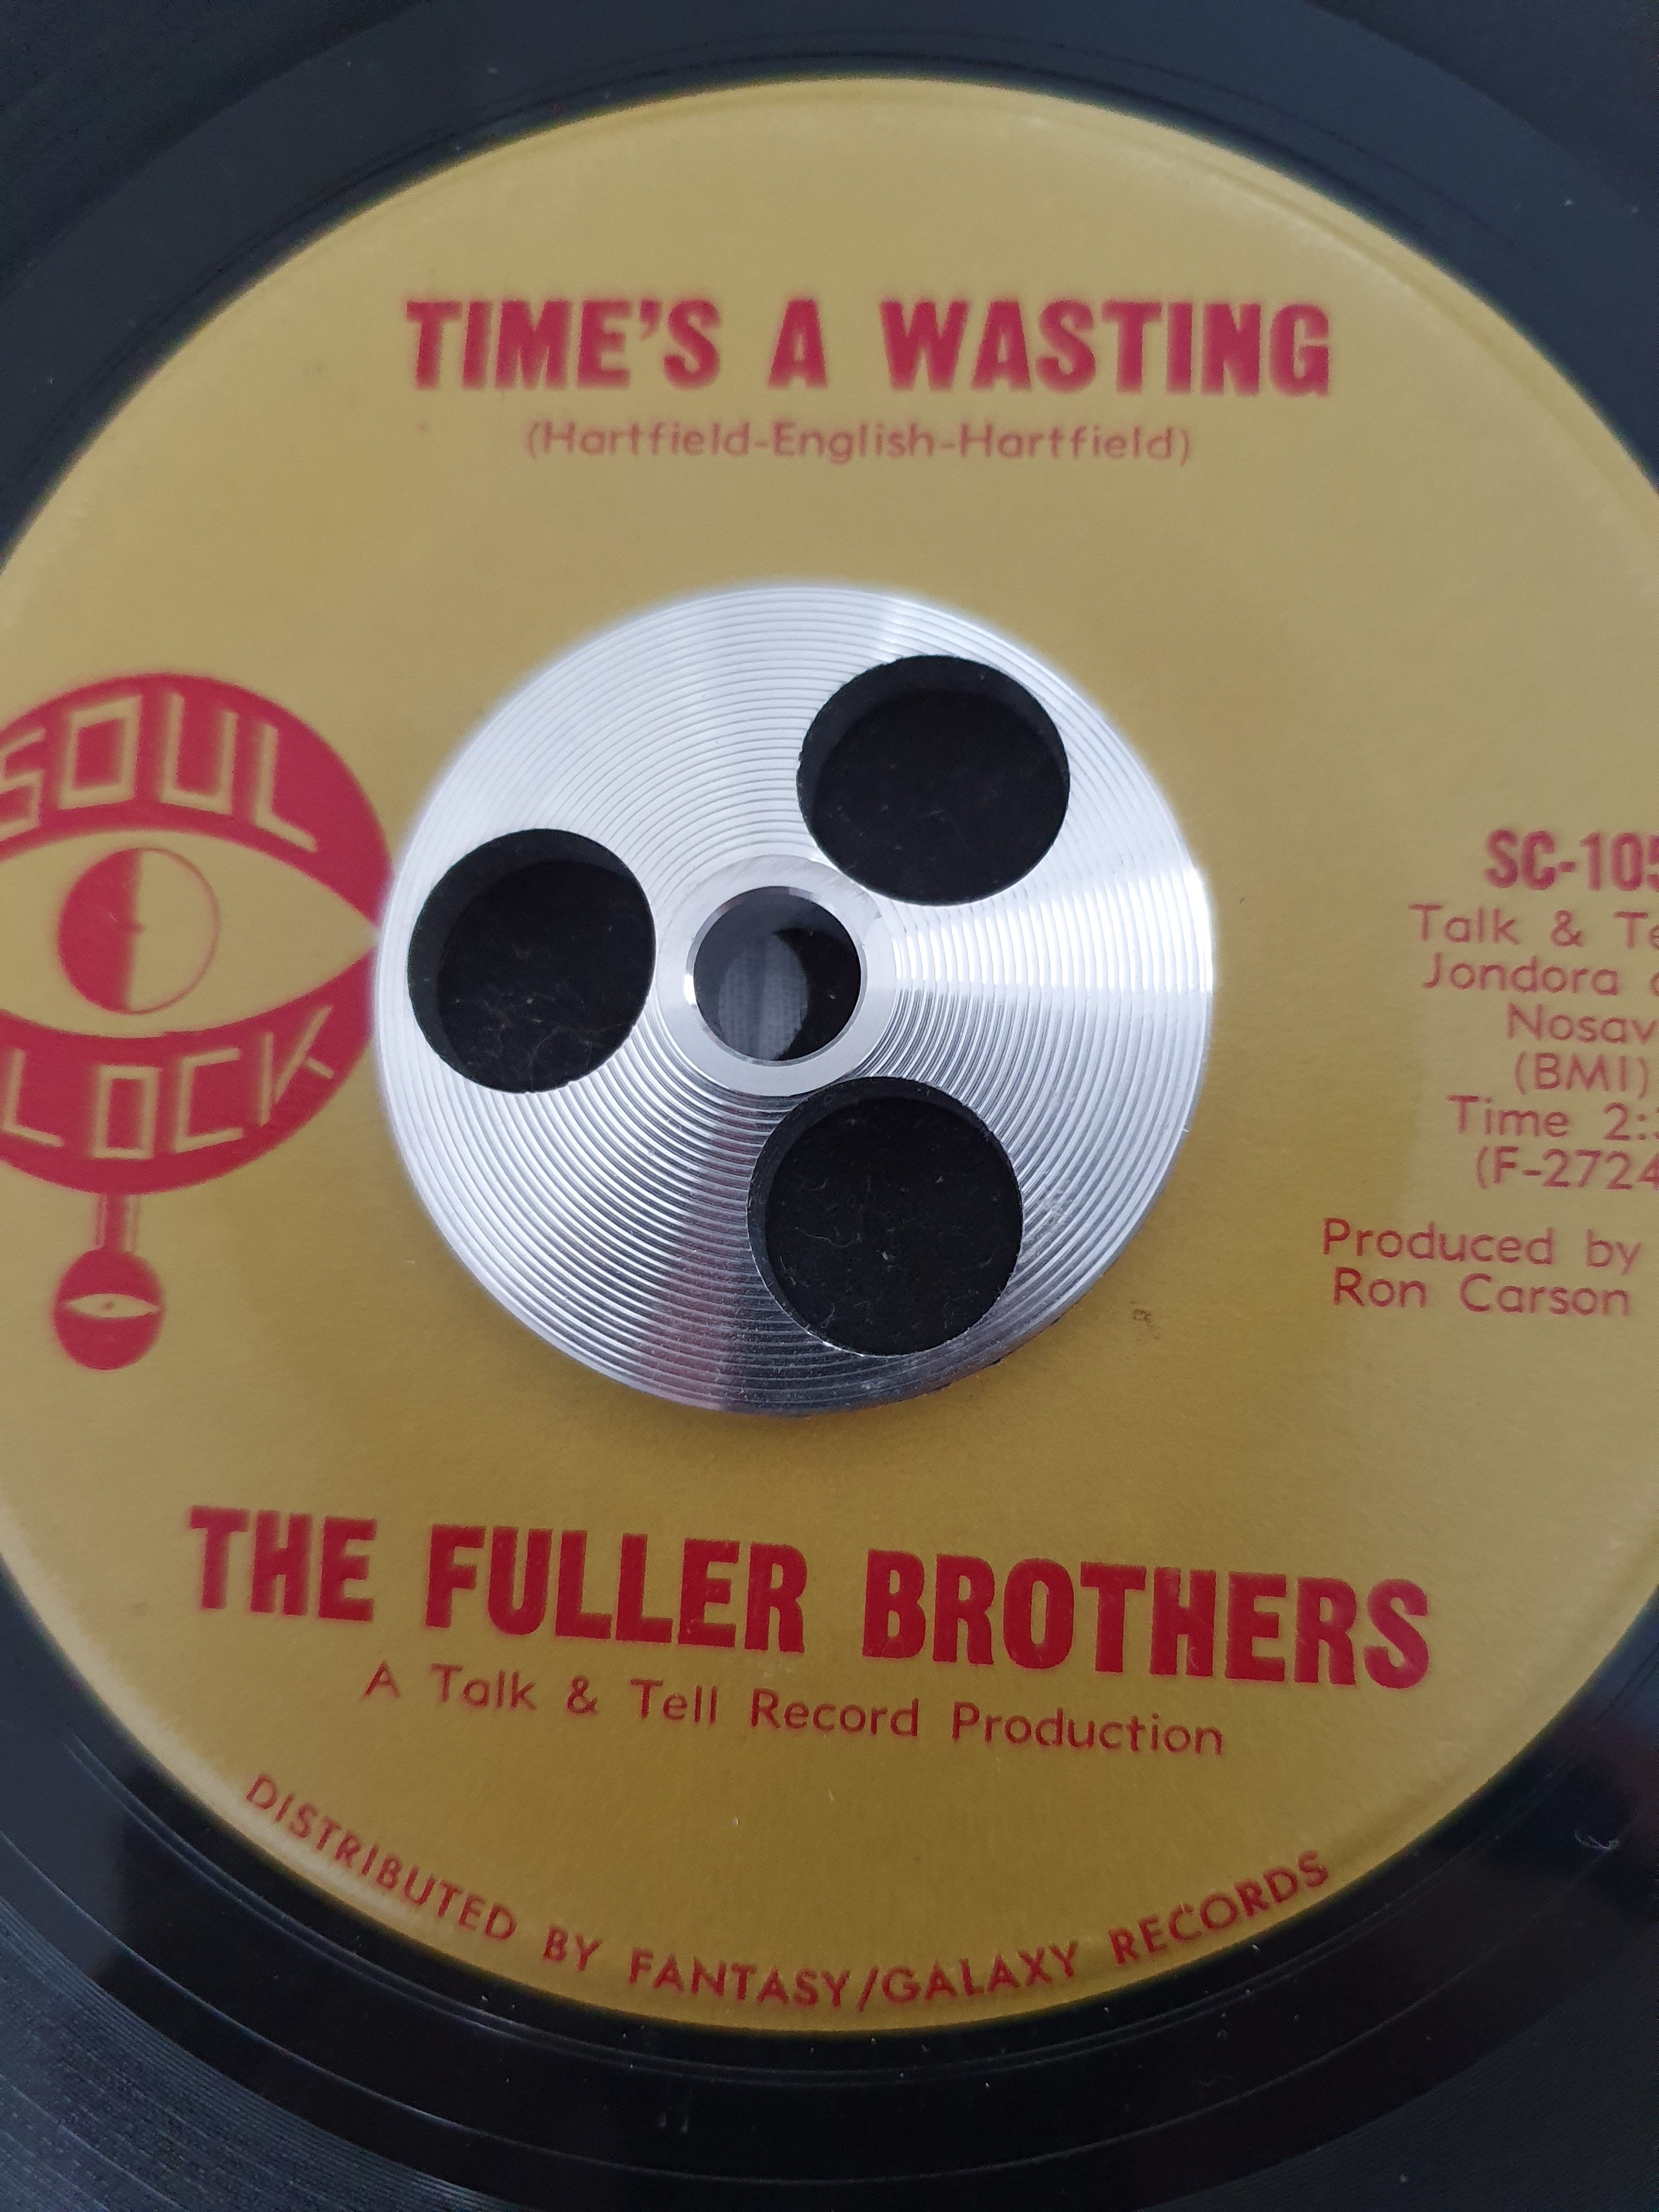 TIME'S A WASTING
(Hartfield-English-Hartfield)
SOUL
LOCK
Talk &
Jondora
(BMI)
Time
Produced by
Ron Carson
THE FULLER BROTHERS
A Talk & Tell Record Production
DISTRIBUTED BY FANTASY/GALAXY RECORDS